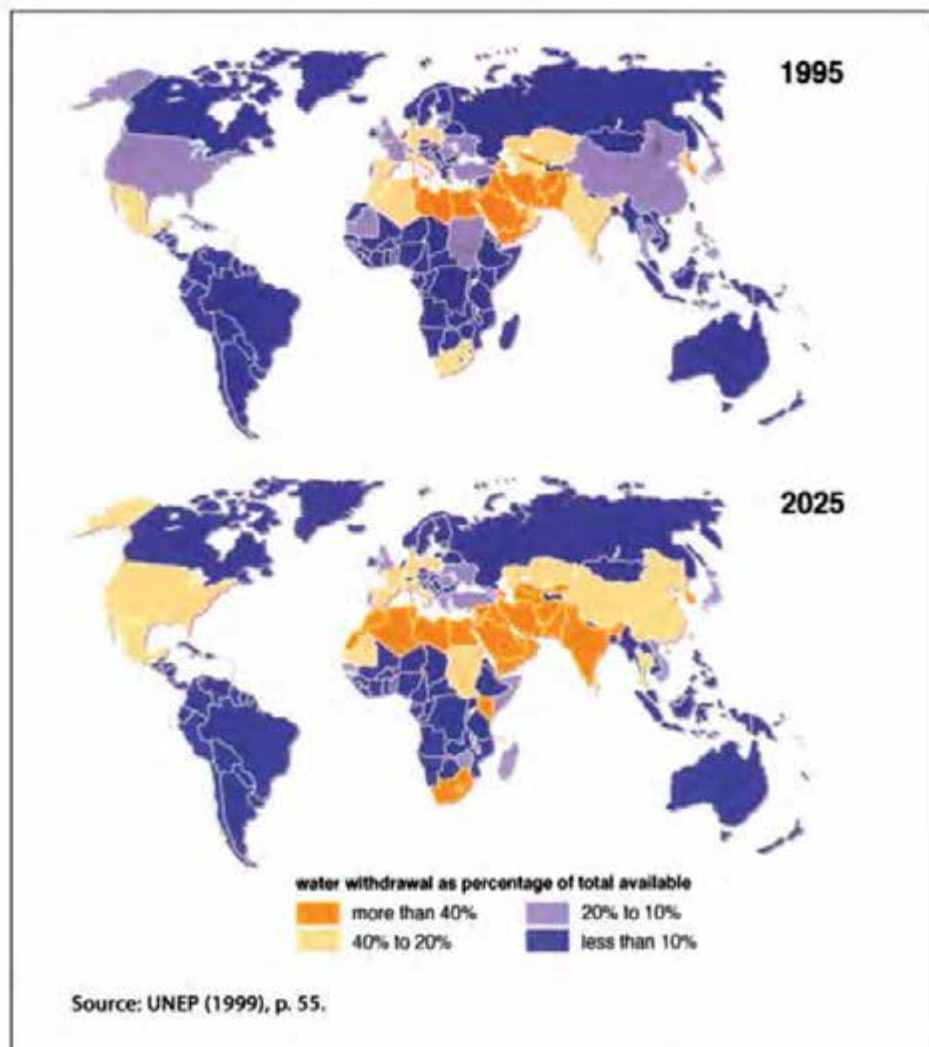 1995
2025
water withdrawal as percentage of total available
more than 40%
20% to 10%
40% to 20%
less than 10%
Source: UNEP (1999), p. 55.